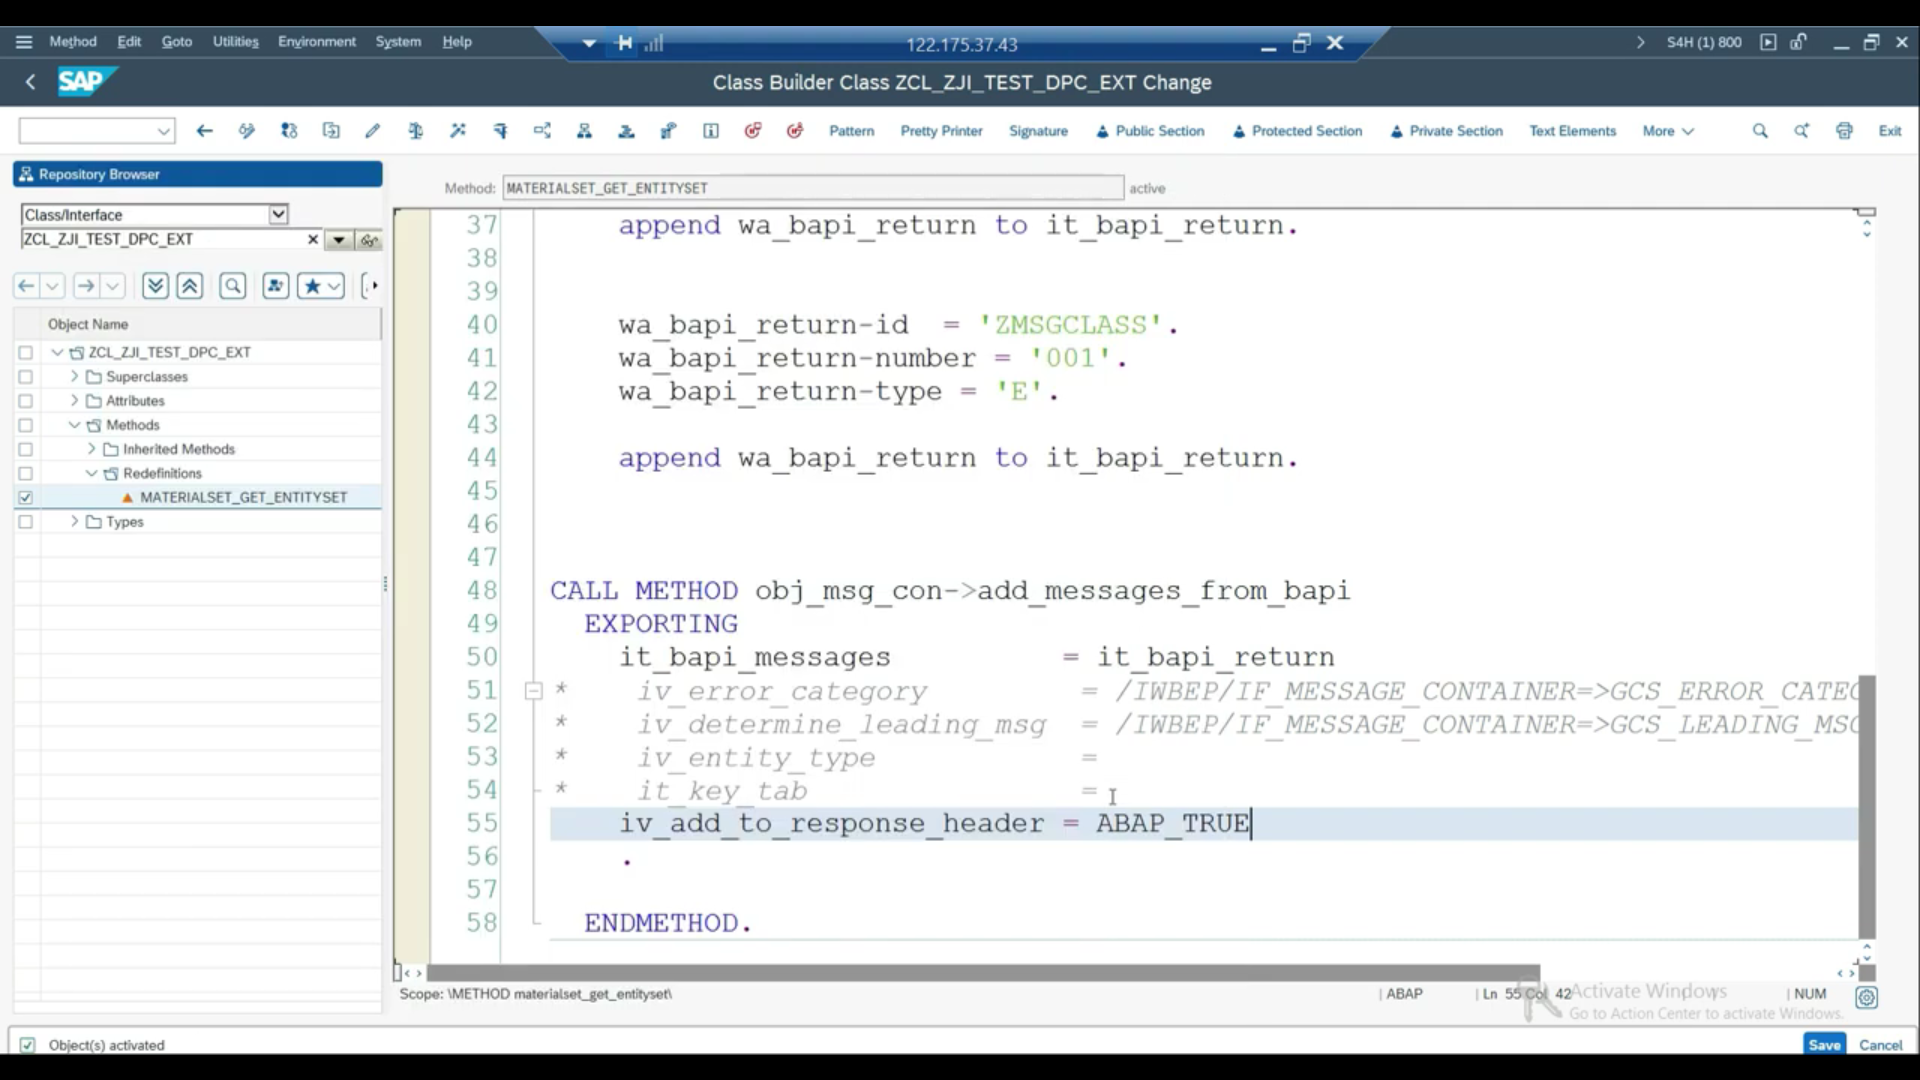 Method Edit Goto Utilities Environment System Help
122.175.37.43
S4H (1) 800
SAP
Class Builder Class ZCL_ZJI_TEST_DPC_EXT Change
Pattern Pretty Printer Signature Public Section Protected Section Private Section Text Elements More Exit
Repository Browser
Class/Interface
ZCL_ZJI_TEST_DPC_EXT
Object Name
ZCL_ZJI_TEST_DPC_EXT
Superclasses
Attributes
Methods
Inherited Methods
Redefinitions
MATERIALSET_GET_ENTITYSET
Types
Method: MATERIALSET_GET_ENTITYSET active
37 append wa_bapi_return to it_bapi_return.
38
39
40 wa_bapi_return-id = 'ZMSGCLASS'.
41 wa_bapi_return-number = '001'.
42 wa_bapi_return-type = 'E'.
43
44 append wa_bapi_return to it_bapi_return.
45
46
47
48 CALL METHOD obj_msg_con->add_messages_from_bapi
49 EXPORTING
50 it_bapi_messages = it_bapi_return
51 * iv_error_category = /IWBEP/IF_MESSAGE_CONTAINER=>GCS_ERROR_CATEG
52 * iv_determine_leading_msg = /IWBEP/IF_MESSAGE_CONTAINER=>GCS_LEADING_MSG
53 * iv_entity_type =
54 * it_key_tab =
55 iv_add_to_response_header = ABAP_TRUE
56 .
57
58 ENDMETHOD.
Scope: \METHOD materialset_get_entityset\
ABAP
Ln 55 Col 42
NUM
Activate Windows
Go to Action Center to activate Windows.
Object(s) activated
Save Cancel